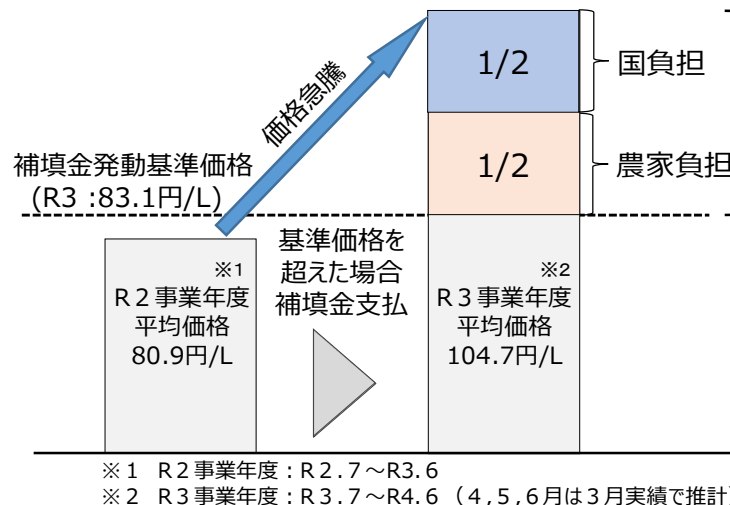 1/2
国負担
価格急騰
補填金発動基準価格
(R3 :83.1円/L)
1/2
農家負担
基準価格を
超えた場合
補填金支払
※1
R２事業年度
平均価格
80.9円/L
※2
R３事業年度
平均価格
104.7円/L
※１ R２事業年度：R２.７～R3.６
※２ R３事業年度：R３.７～R４.６（４,５,６月は３月実績で推計）